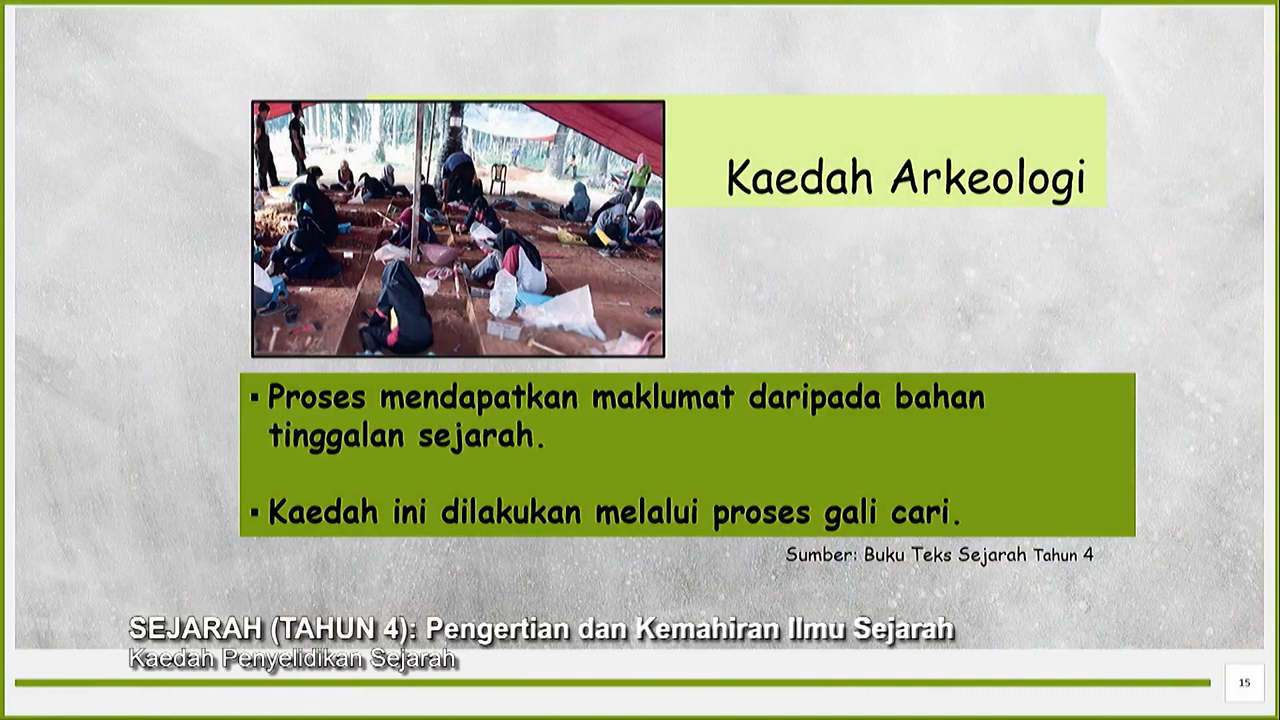 Kaedah Arkeologi
▪ Proses mendapatkan maklumat daripada bahan
tinggalan sejarah.
▪ Kaedah ini dilakukan melalui proses gali cari.
Sumber: Buku Teks Sejarah Tahun 4
SEJARAH (TAHUN 4): Pengertian dan Kemahiran Ilmu Sejarah
Kaedah Penyelidikan Sejarah
15